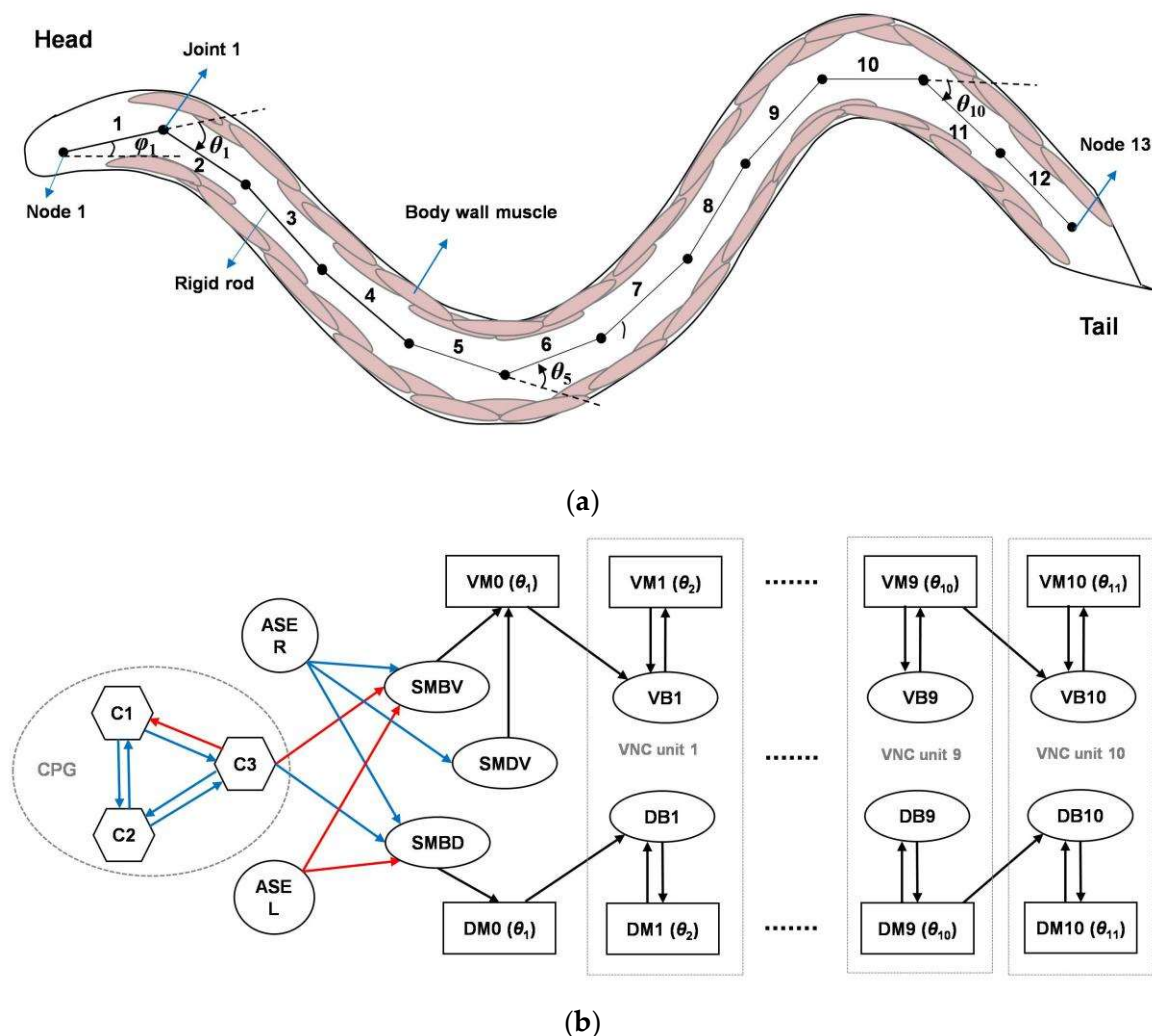 Head
Joint 1
Tail
Node 1
Node 13
Rigid rod
Body wall muscle
1
φ1
θ1
2
3
4
5
6
θ5
7
8
9
10
θ10
11
12
(a)
CPG
C1
C2
C3
ASE
R
ASE
L
SMBV
SMDV
SMBD
VM0 (θ1)
DM0 (θ1)
VM1 (θ2)
VB1
VNC unit 1
DB1
DM1 (θ2)
.......
.......
.......
VM9 (θ10)
VB9
VNC unit 9
DB9
DM9 (θ10)
VM10 (θ11)
VB10
VNC unit 10
DB10
DM10 (θ11)
(b)